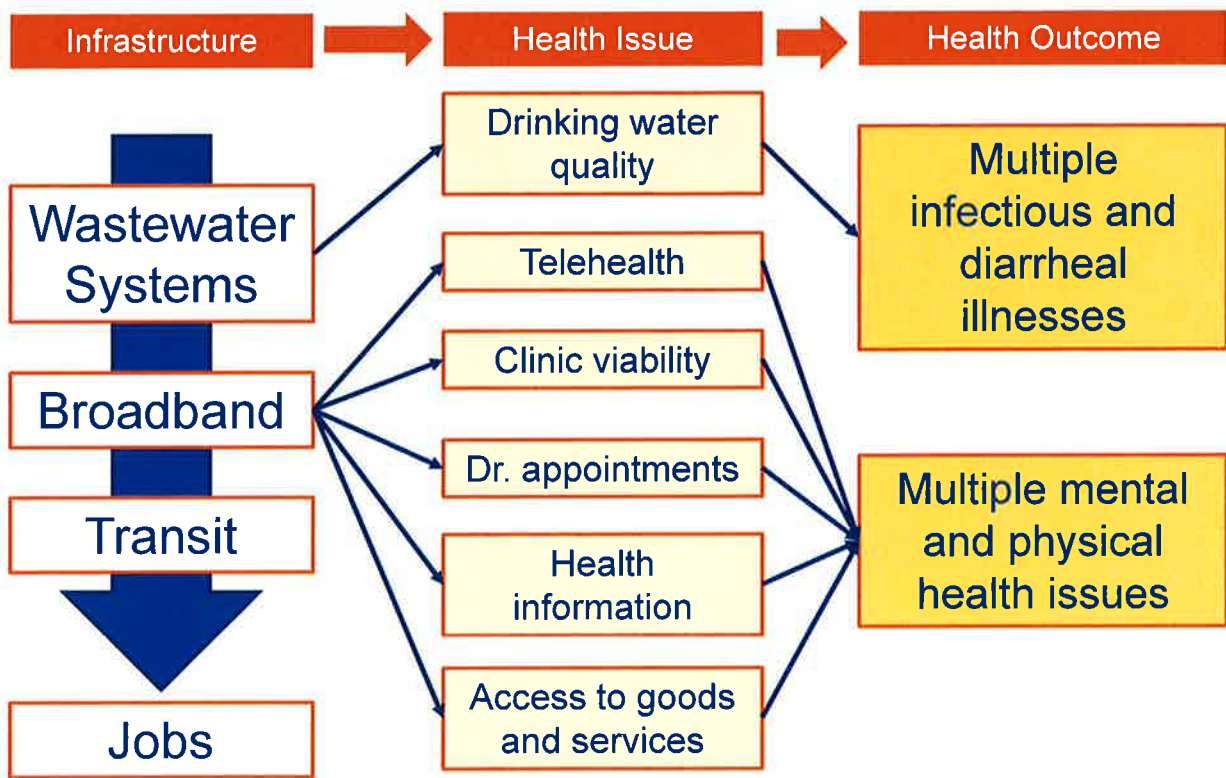 Infrastructure
Health Issue
Health Outcome
Wastewater
Systems
Broadband
Transit
Jobs
Drinking water
quality
Telehealth
Clinic viability
Dr. appointments
Health
information
Access to goods
and services
Multiple
infectious and
diarrheal
illnesses
Multiple mental
and physical
health issues